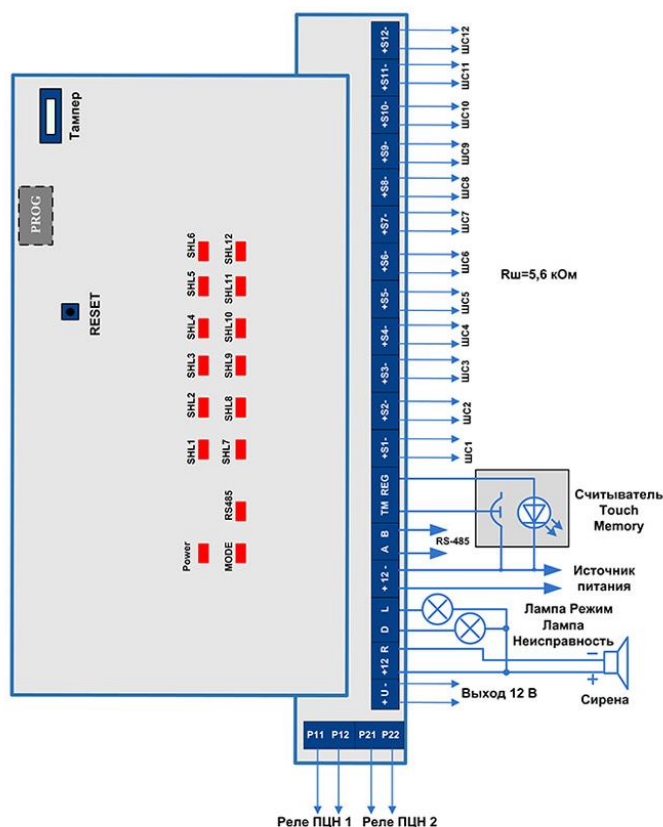 +S12-
ШС12
+S11-
ШС11
+S10-
ШС10
+S9-
ШС9
+S8-
ШС8
+S7-
ШС7
+S6-
ШС6
+S5-
ШС5
+S4-
ШС4
+S3-
ШС3
+S2-
ШС2
+S1-
ШС1
Rш=5,6 кОм
Тампер
PROG
RESET
SHL6
SHL12
SHL5
SHL11
SHL4
SHL10
SHL3
SHL9
SHL2
SHL8
SHL1
SHL7
RS485
Power
MODE
REG
TM
B
A
RS-485
+ 12 -
L
D
R
+12
+ U -
Считыватель
Touch
Memory
Источник
питания
Лампа Режим
Лампа
Неисправность
–
+
Сирена
Выход 12 В
P11
P12
P21
P22
Реле ПЦН 1
Реле ПЦН 2